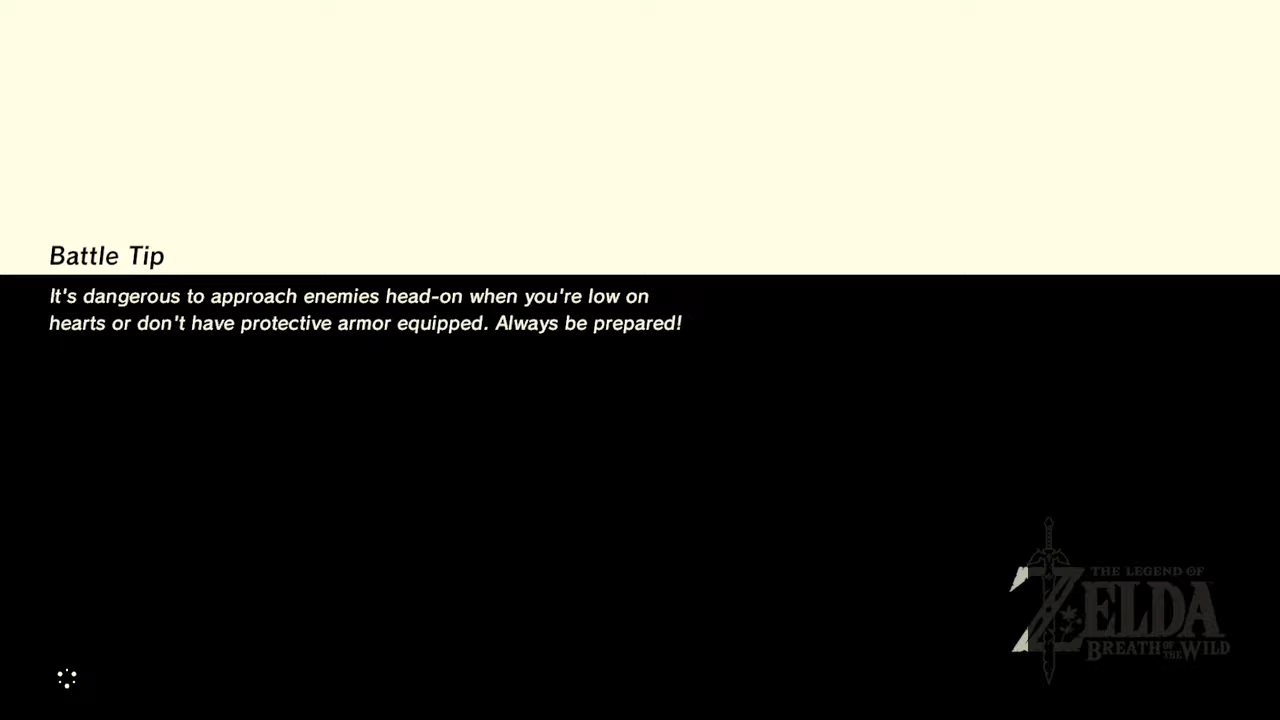 Battle Tip
It's dangerous to approach enemies head-on when you're low on
hearts or don't have protective armor equipped. Always be prepared!
THE LEGEND OF
ZELDA
BREATH OF THE WILD